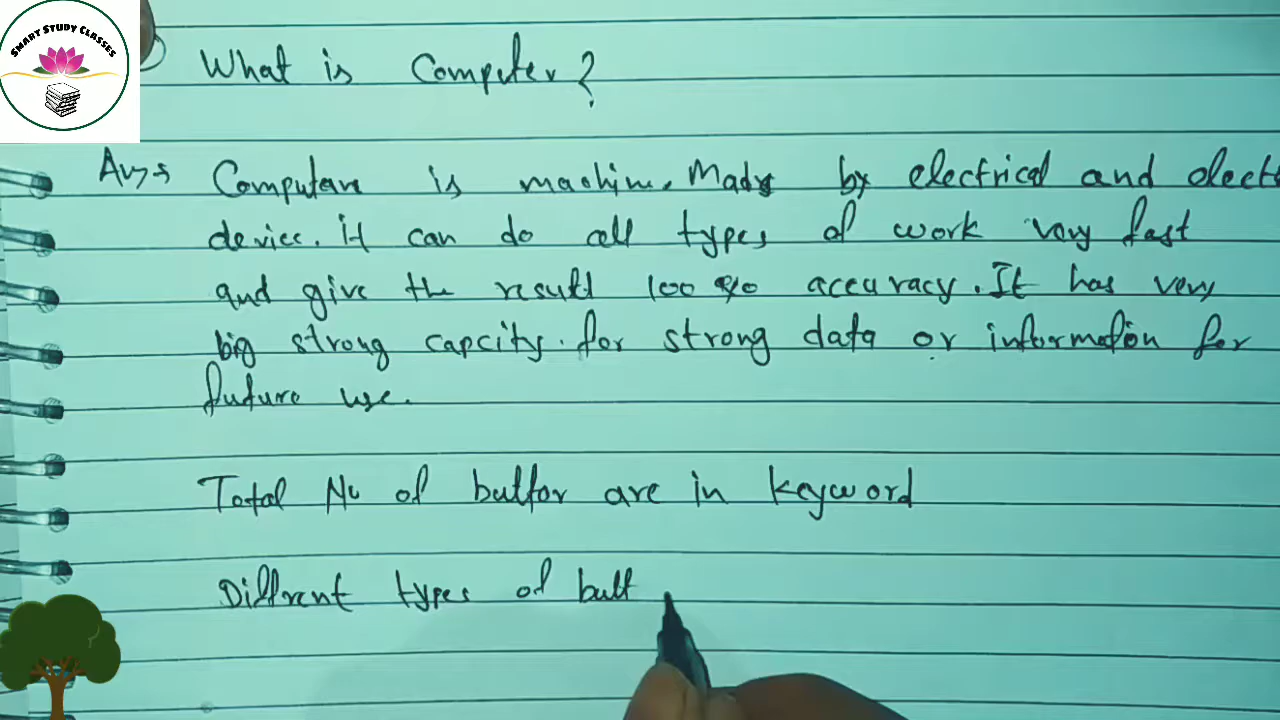 SMART STUDY CLASSES
What is Computer?
Ans → Computer is machine. Made by electrical and elect
device. it can do all types of work very fast
and give the result 100 % accuracy. It has very
big strong capcity. for strong data or information for
future use.
Total No of butfor are in keyword
Diffrent types of butt